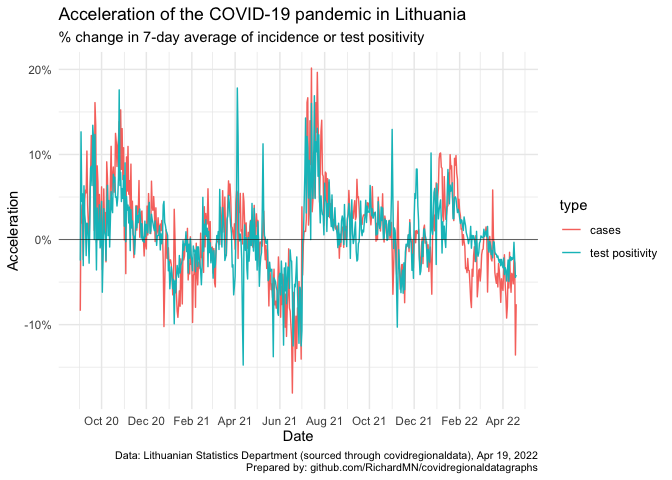 Acceleration of the COVID-19 pandemic in Lithuania
% change in 7-day average of incidence or test positivity
20%
10%
0%
-10%
Acceleration
Oct 20 Dec 20 Feb 21 Apr 21 Jun 21 Aug 21 Oct 21 Dec 21 Feb 22 Apr 22
Date
type
cases
test positivity
Data: Lithuanian Statistics Department (sourced through covidregionaldata), Apr 19, 2022
Prepared by: github.com/RichardMN/covidregionaldatagraphs